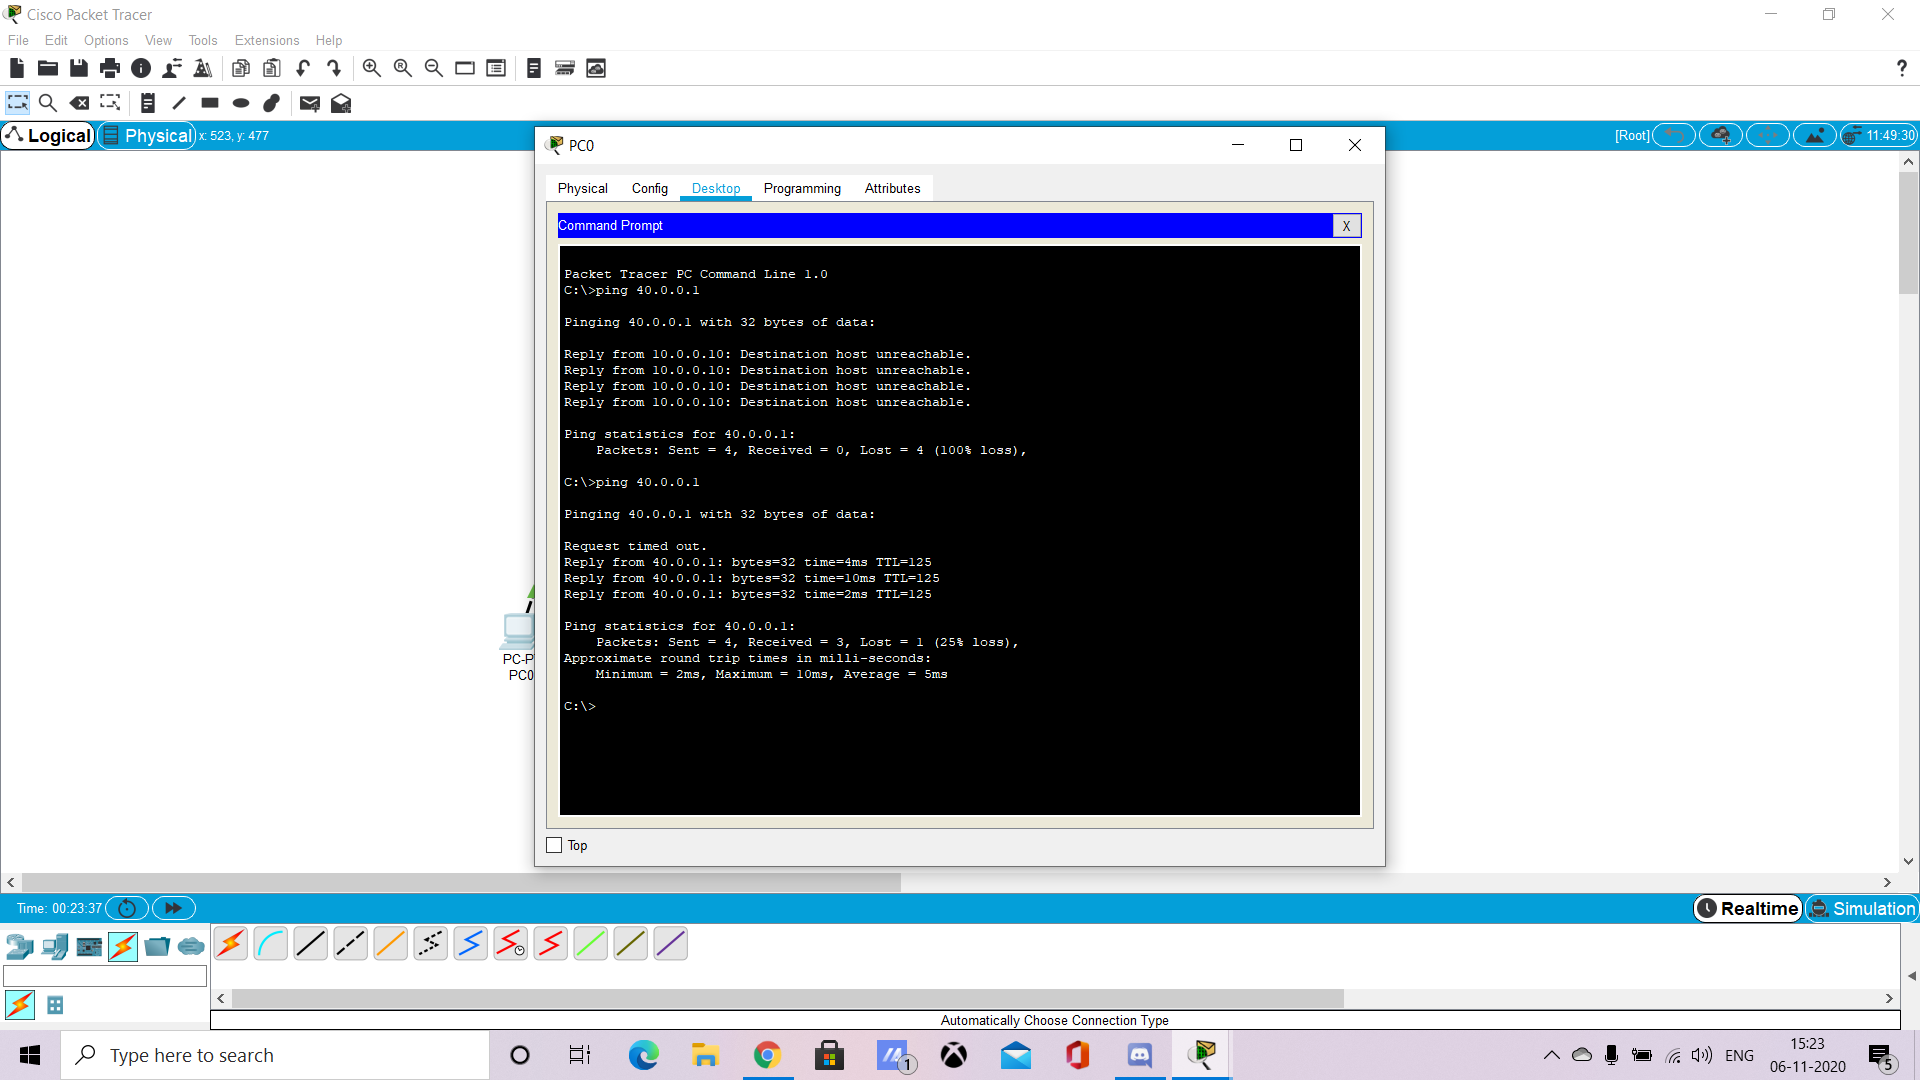 Cisco Packet Tracer
File Edit Options View Tools Extensions Help
?
Logical Physical x: 523, y: 477
[Root] 11:49:30
PC0
Physical Config Desktop Programming Attributes
Command Prompt X
Packet Tracer PC Command Line 1.0
C:\>ping 40.0.0.1
Pinging 40.0.0.1 with 32 bytes of data:
Reply from 10.0.0.10: Destination host unreachable.
Reply from 10.0.0.10: Destination host unreachable.
Reply from 10.0.0.10: Destination host unreachable.
Reply from 10.0.0.10: Destination host unreachable.
Ping statistics for 40.0.0.1:
Packets: Sent = 4, Received = 0, Lost = 4 (100% loss),
C:\>ping 40.0.0.1
Pinging 40.0.0.1 with 32 bytes of data:
Request timed out.
Reply from 40.0.0.1: bytes=32 time=4ms TTL=125
Reply from 40.0.0.1: bytes=32 time=10ms TTL=125
Reply from 40.0.0.1: bytes=32 time=2ms TTL=125
Ping statistics for 40.0.0.1:
Packets: Sent = 4, Received = 3, Lost = 1 (25% loss),
Approximate round trip times in milli-seconds:
Minimum = 2ms, Maximum = 10ms, Average = 5ms
C:\>
PC-P
PC0
Top
Time: 00:23:37
Realtime Simulation
Automatically Choose Connection Type
Type here to search
1
ENG
15:23
06-11-2020
5